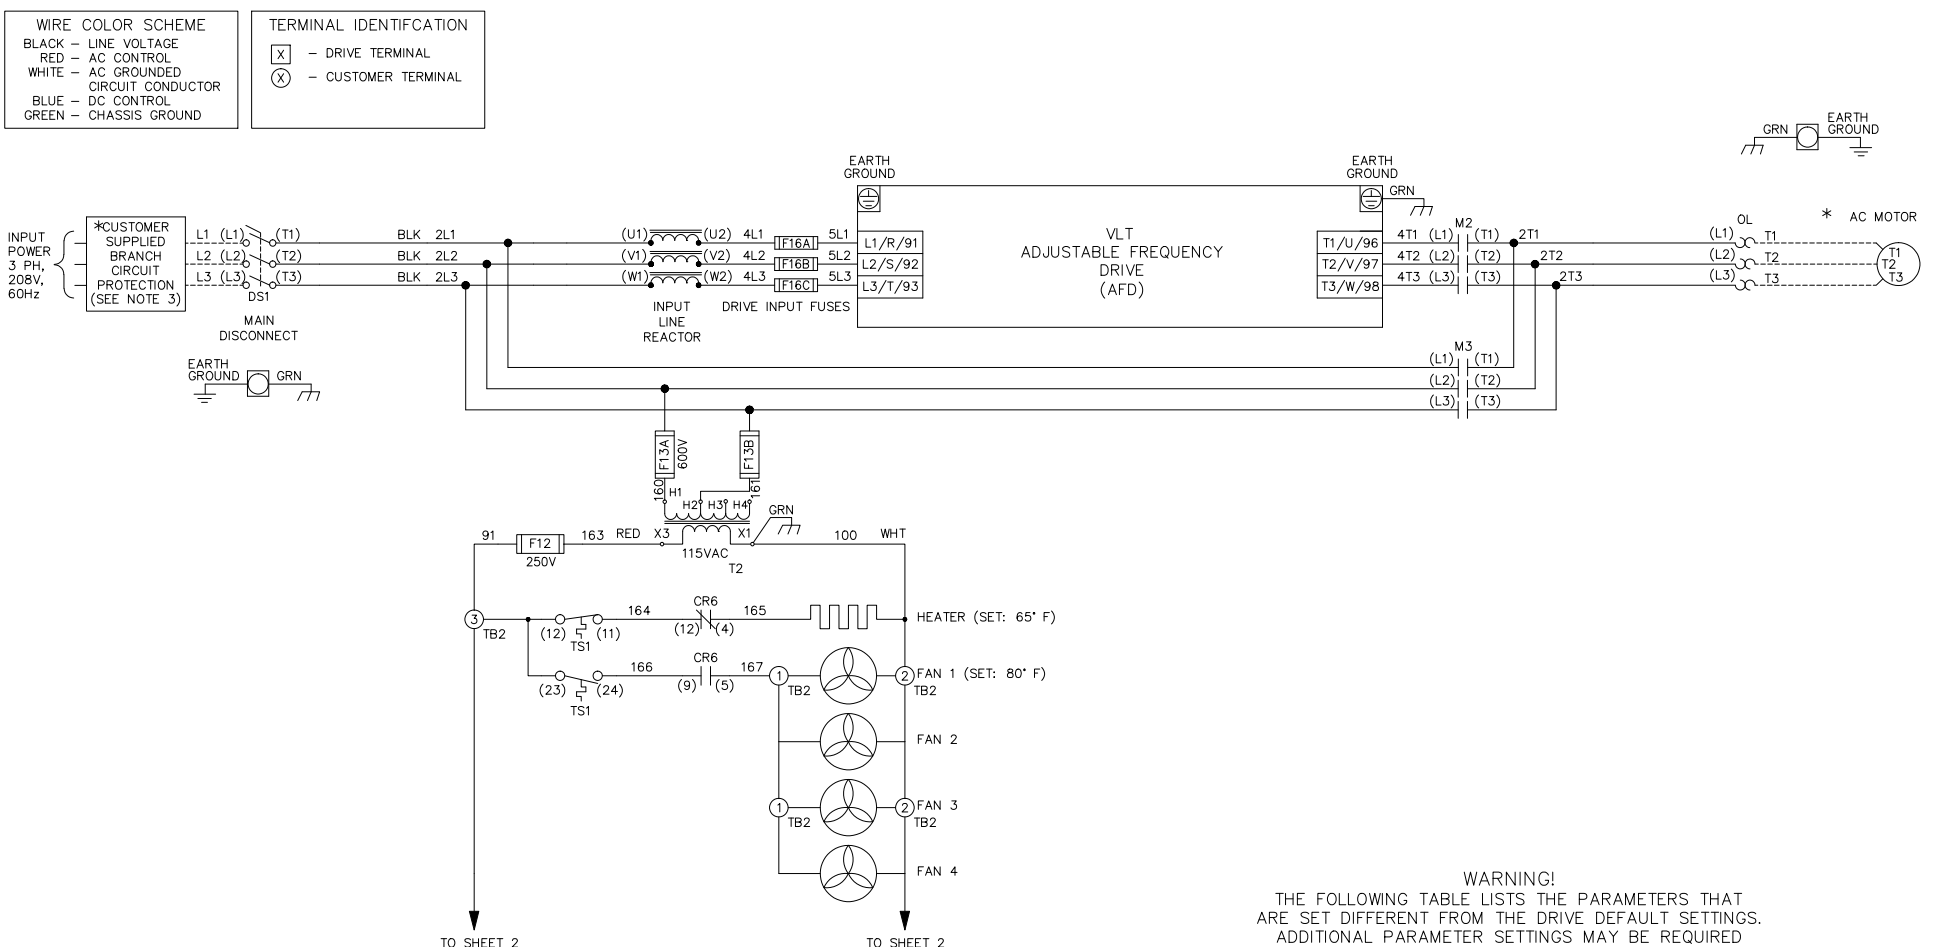 WIRE COLOR SCHEME
BLACK – LINE VOLTAGE
RED – AC CONTROL
WHITE – AC GROUNDED
CIRCUIT CONDUCTOR
BLUE – DC CONTROL
GREEN – CHASSIS GROUND
TERMINAL IDENTIFCATION
X – DRIVE TERMINAL
X – CUSTOMER TERMINAL
GRN
EARTH
GROUND
INPUT
POWER
3 PH,
208V,
60Hz
*CUSTOMER
SUPPLIED
BRANCH
CIRCUIT
PROTECTION
(SEE NOTE 3)
L1 (L1) (T1) BLK 2L1 (U1) (U2) 4L1 F16A 5L1 L1/R/91
L2 (L2) (T2) BLK 2L2 (V1) (V2) 4L2 F16B 5L2 L2/S/92
L3 (L3) (T3) BLK 2L3 (W1) (W2) 4L3 F16C 5L3 L3/T/93
DS1
MAIN
DISCONNECT
INPUT
LINE
REACTOR
DRIVE INPUT FUSES
EARTH
GROUND
VLT
ADJUSTABLE FREQUENCY
DRIVE
(AFD)
EARTH
GROUND
GRN
M2
T1/U/96 4T1 (L1) (T1) 2T1
T2/V/97 4T2 (L2) (T2) 2T2
T3/W/98 4T3 (L3) (T3) 2T3
OL
* AC MOTOR
(L1) T1
(L2) T2
(L3) T3
T1
T2
T3
EARTH
GROUND
GRN
M3
(L1) (T1)
(L2) (T2)
(L3) (T3)
F13A
600V
F13B
160
161
H1
H2 H3 H4
GRN
91 F12 163 RED X3 X1 100 WHT
250V
115VAC
T2
3
TB2
(12) (11)
TS1
164
CR6
(12) (4)
165
HEATER (SET: 65° F)
(23) (24)
TS1
166
CR6
(9) (5)
167
1
TB2
2
TB2
FAN 1 (SET: 80° F)
FAN 2
1
TB2
2
TB2
FAN 3
FAN 4
TO SHEET 2
TO SHEET 2
WARNING!
THE FOLLOWING TABLE LISTS THE PARAMETERS THAT
ARE SET DIFFERENT FROM THE DRIVE DEFAULT SETTINGS.
ADDITIONAL PARAMETER SETTINGS MAY BE REQUIRED